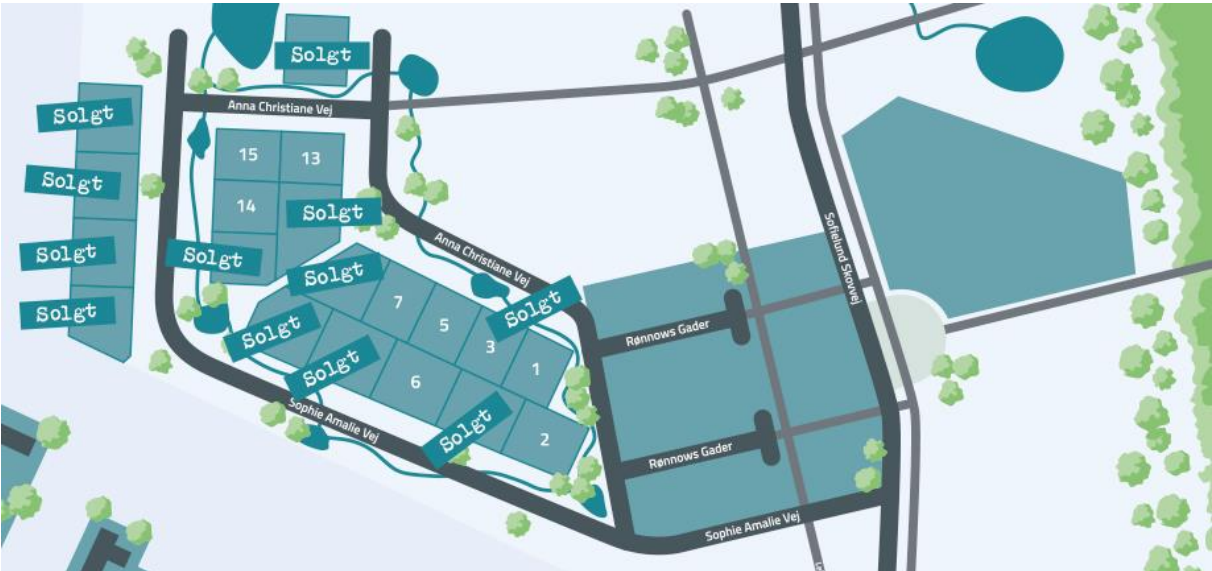 Solgt
Anna Christiane Vej
Solgt
15
13
Solgt
14
Solgt
Anna Christiane Vej
Sofielund Skovvej
Solgt
Solgt
Solgt
7
5
Solgt
Solgt
Solgt
3
1
Rønnows Gader
Solgt
6
Sophie Amalie Vej
Solgt
2
Rønnows Gader
Sophie Amalie Vej